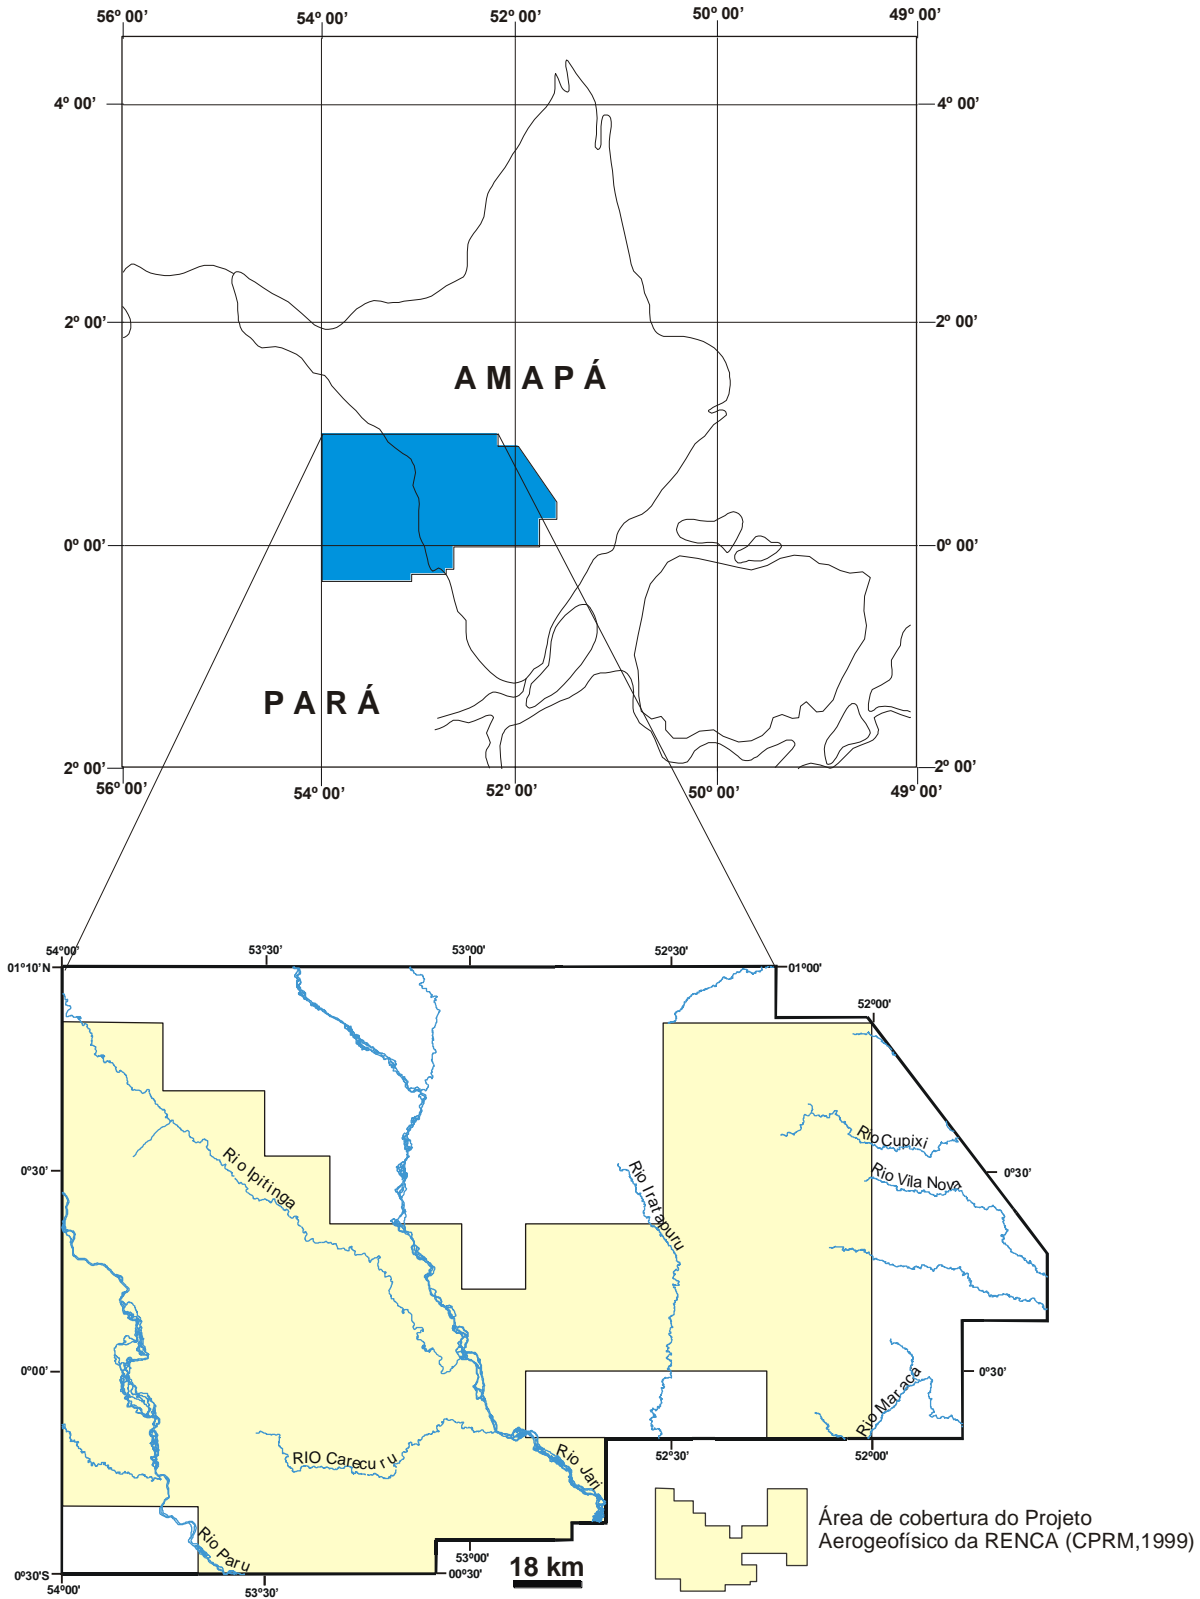 56º 00’ 54º 00’ 52º 00’ 50º 00’ 49º 00’
4º 00’ 4º 00’
2º 00’ 2º 00’
AMAPÁ
0º 00’ 0º 00’
PARÁ
2º 00’ 2º 00’
56º 00’ 54º 00’ 52º 00’ 50º 00’ 49º 00’
54º00’ 53º30’ 53º00’ 52º30’
01º10’N 01º00’
52º00’
Rio Cupixi
Rio Ipitinga
Rio Iratapuru
Rio Vila Nova
0º30’ 0º30’
0º00’ 0º30’
Rio Maraca
RIO Carecuru
Rio Jari
52º30’ 52º00’
Rio Paru
Área de cobertura do Projeto
Aerogeofísico da RENCA (CPRM,1999)
53º00’
00º30’
18 km
0º30’S
54º00’ 53º30’